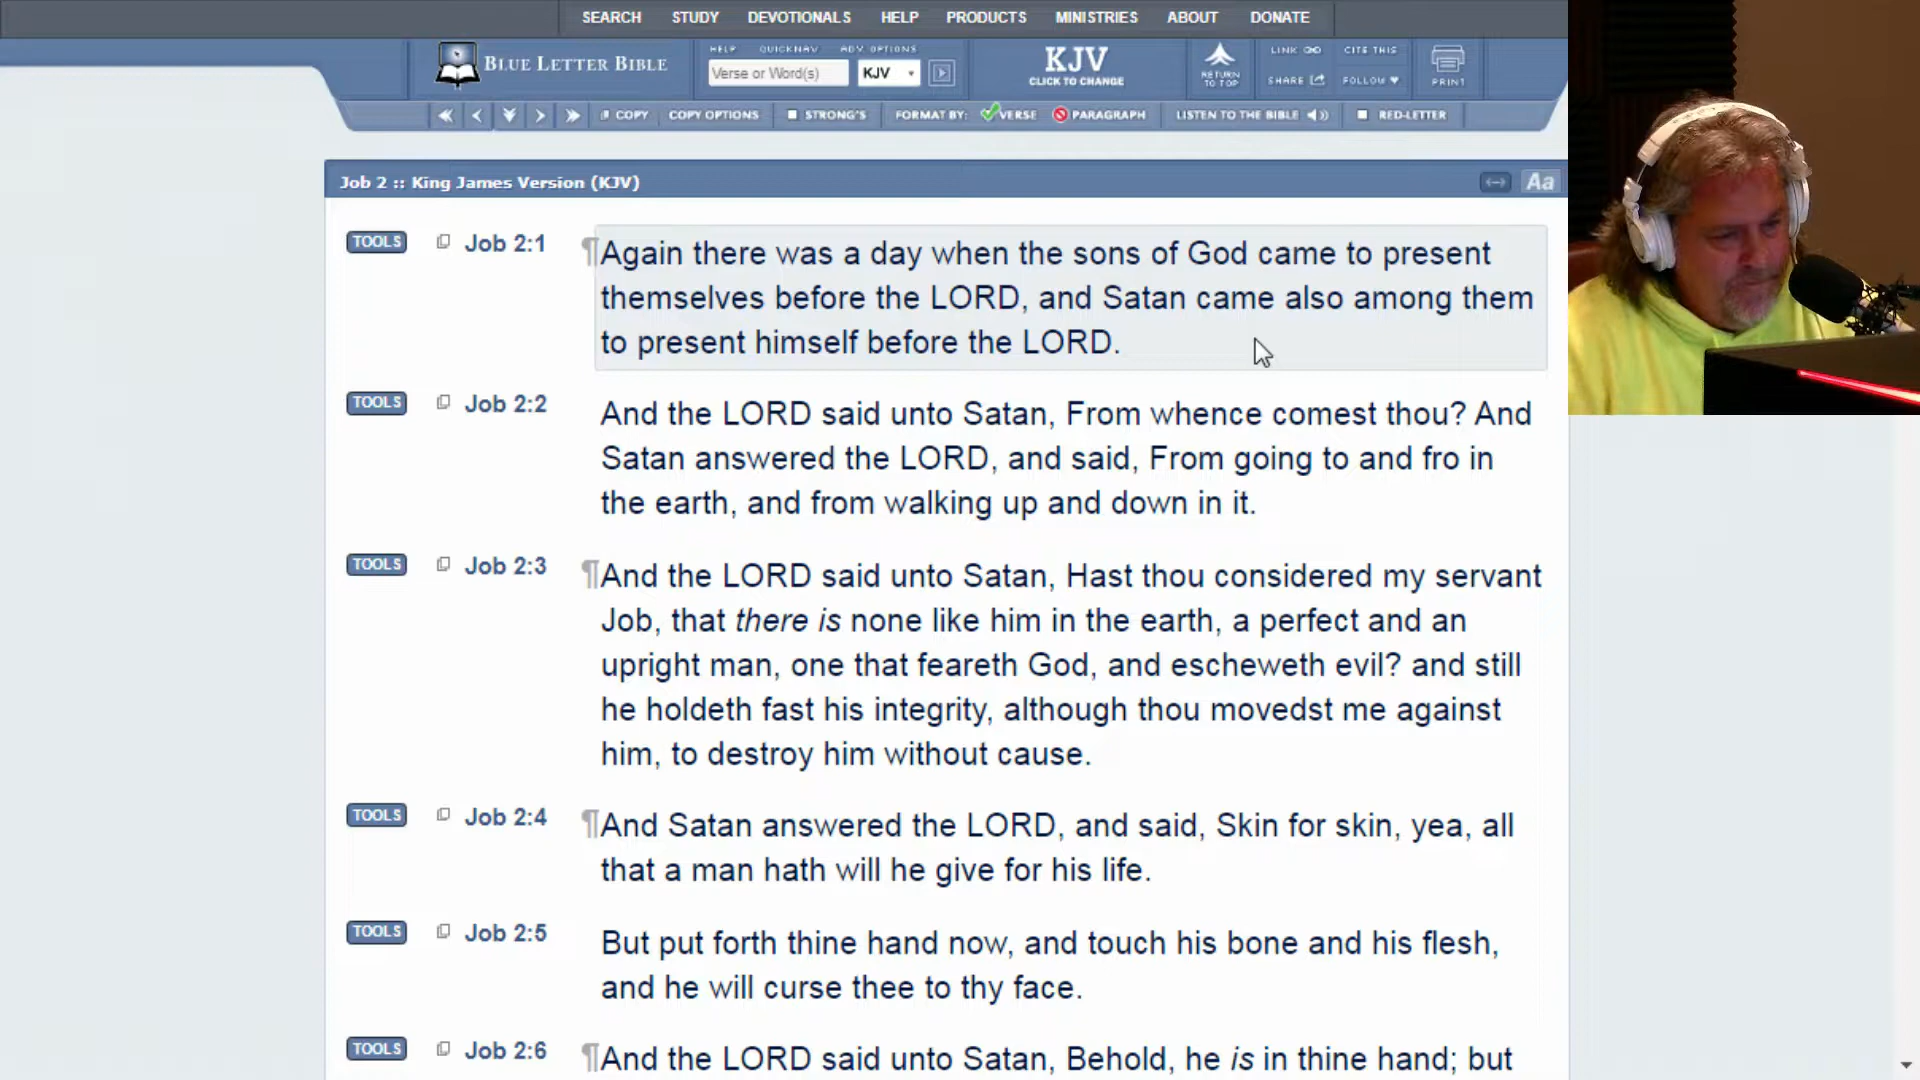 SEARCH STUDY DEVOTIONALS HELP PRODUCTS MINISTRIES ABOUT DONATE
BLUE LETTER BIBLE
HELP QUICKNAV ADV. OPTIONS
Verse or Word(s) KJV
KJV
CLICK TO CHANGE
RETURN
TO TOP
LINK CITE THIS
SHARE FOLLOW
PRINT
COPY COPY OPTIONS STRONG'S FORMAT BY: VERSE PARAGRAPH LISTEN TO THE BIBLE RED-LETTER
Job 2 :: King James Version (KJV) Aa
TOOLS Job 2:1 ¶Again there was a day when the sons of God came to present
themselves before the LORD, and Satan came also among them
to present himself before the LORD.
TOOLS Job 2:2 And the LORD said unto Satan, From whence comest thou? And
Satan answered the LORD, and said, From going to and fro in
the earth, and from walking up and down in it.
TOOLS Job 2:3 ¶And the LORD said unto Satan, Hast thou considered my servant
Job, that there is none like him in the earth, a perfect and an
upright man, one that feareth God, and escheweth evil? and still
he holdeth fast his integrity, although thou movedst me against
him, to destroy him without cause.
TOOLS Job 2:4 ¶And Satan answered the LORD, and said, Skin for skin, yea, all
that a man hath will he give for his life.
TOOLS Job 2:5 But put forth thine hand now, and touch his bone and his flesh,
and he will curse thee to thy face.
TOOLS Job 2:6 ¶And the LORD said unto Satan, Behold, he is in thine hand; but